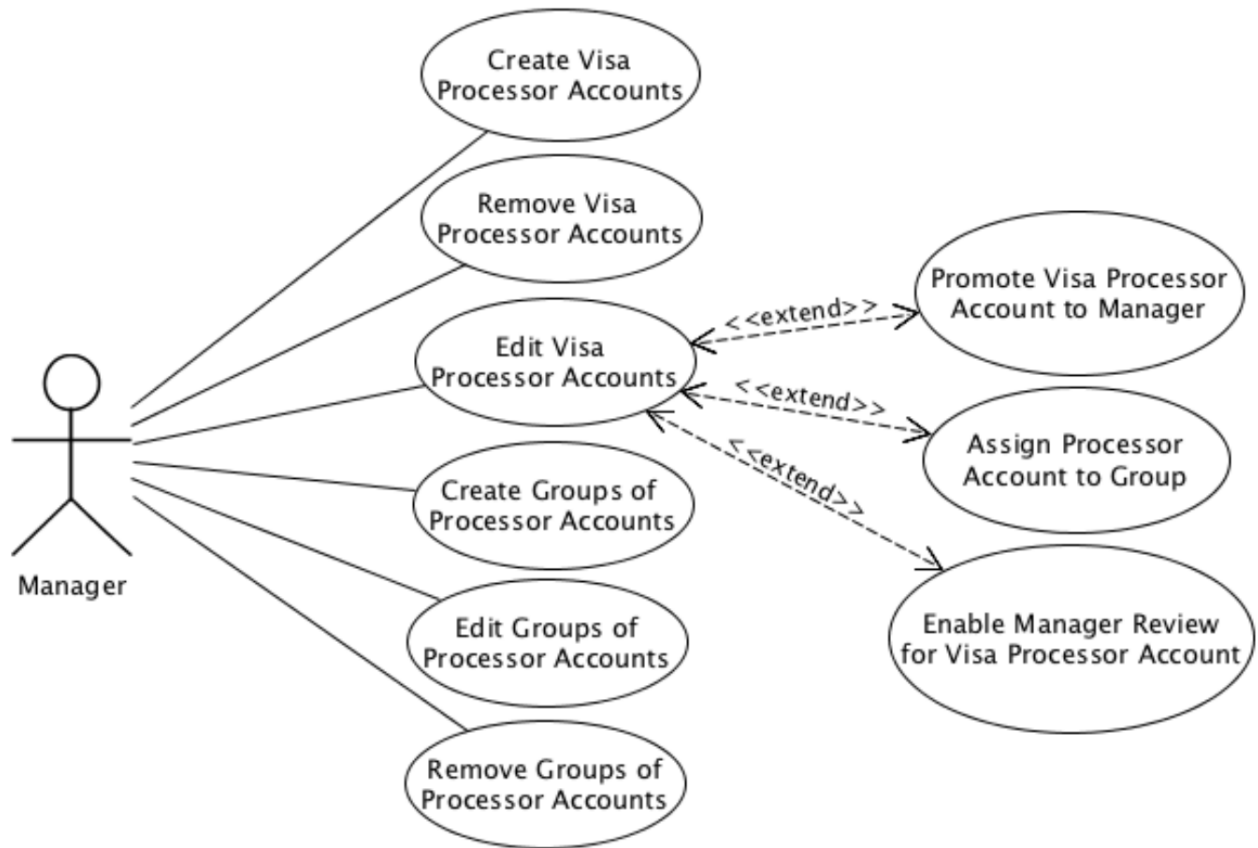 Create Visa
Processor Accounts
Remove Visa
Processor Accounts
Edit Visa
Processor Accounts
Create Groups of
Processor Accounts
Edit Groups of
Processor Accounts
Remove Groups of
Processor Accounts
Manager
<<extend>>
<<extend>>
<<extend>>
Promote Visa Processor
Account to Manager
Assign Processor
Account to Group
Enable Manager Review
for Visa Processor Account